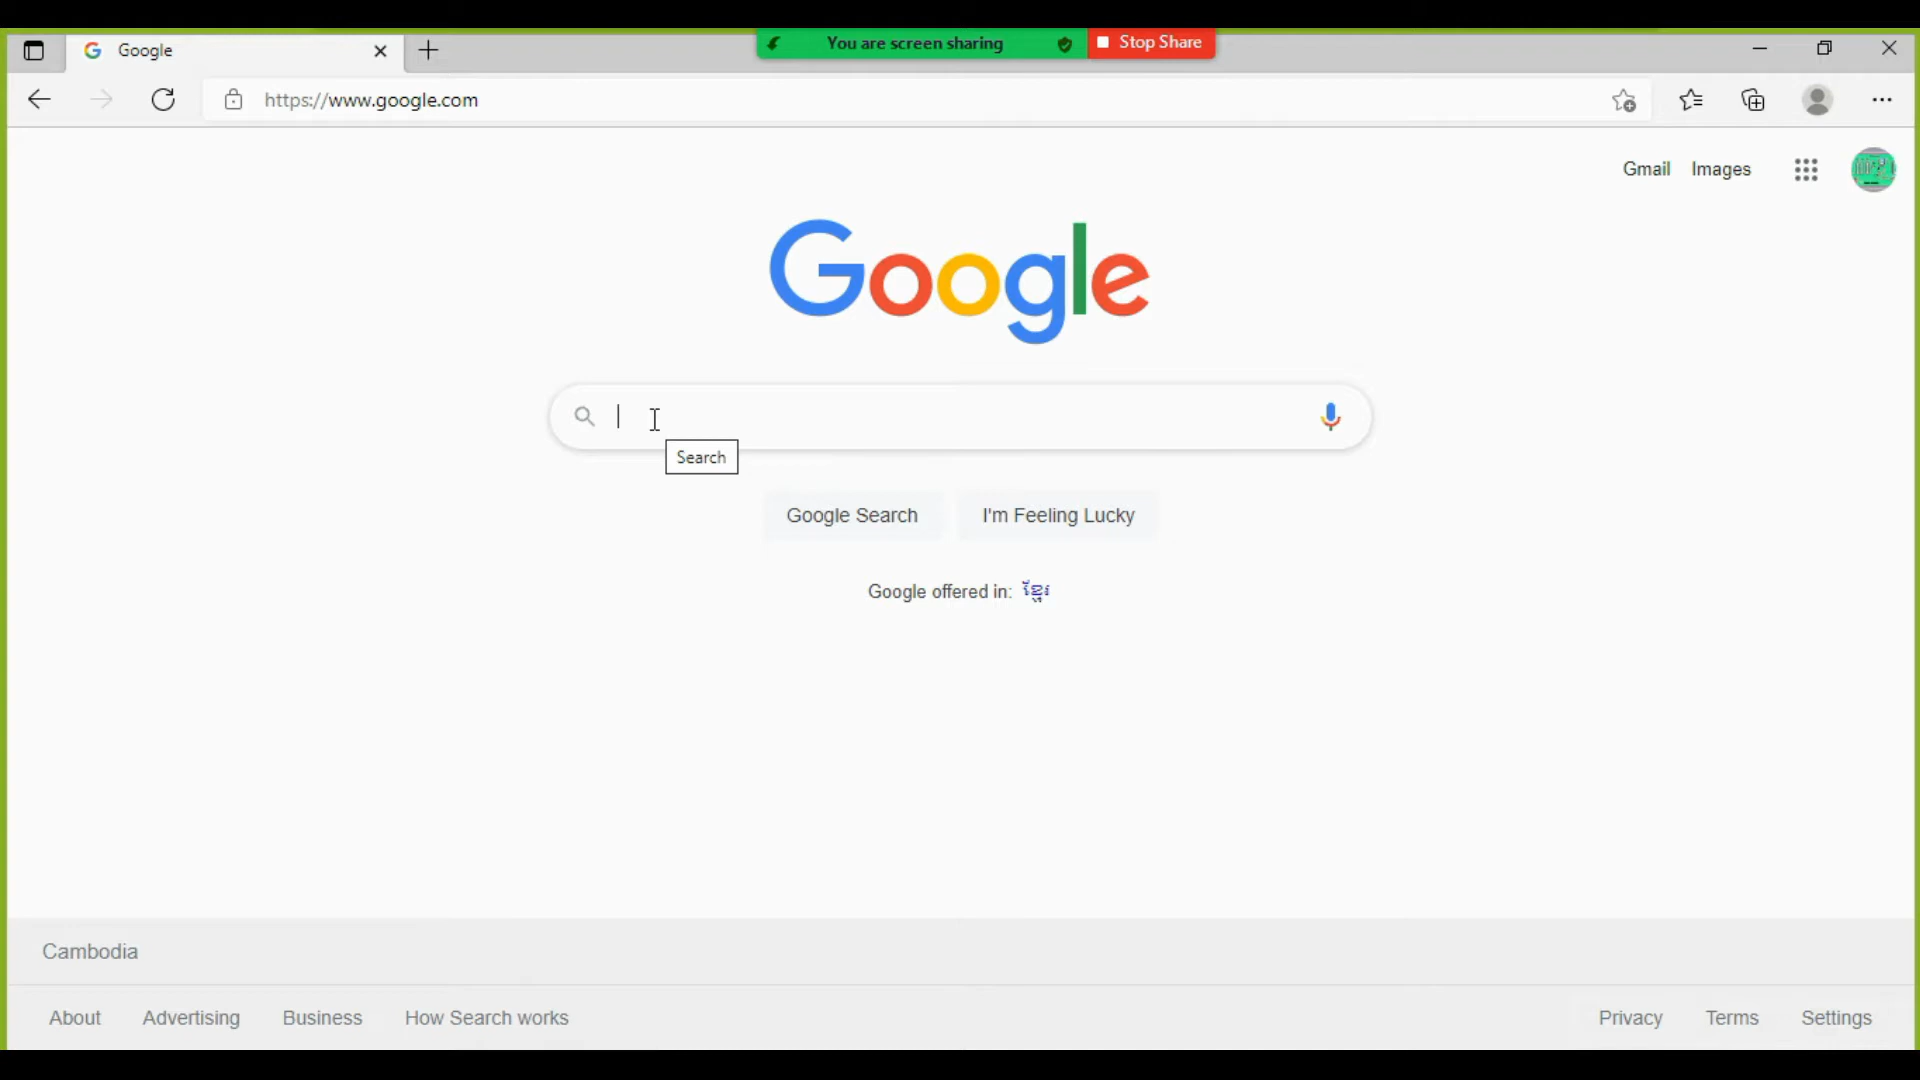 Google
You are screen sharing
Stop Share
https://www.google.com
Gmail Images
Google
Search
Google Search
I'm Feeling Lucky
Google offered in: ខ្មែរ
Cambodia
About Advertising Business How Search works
Privacy Terms Settings